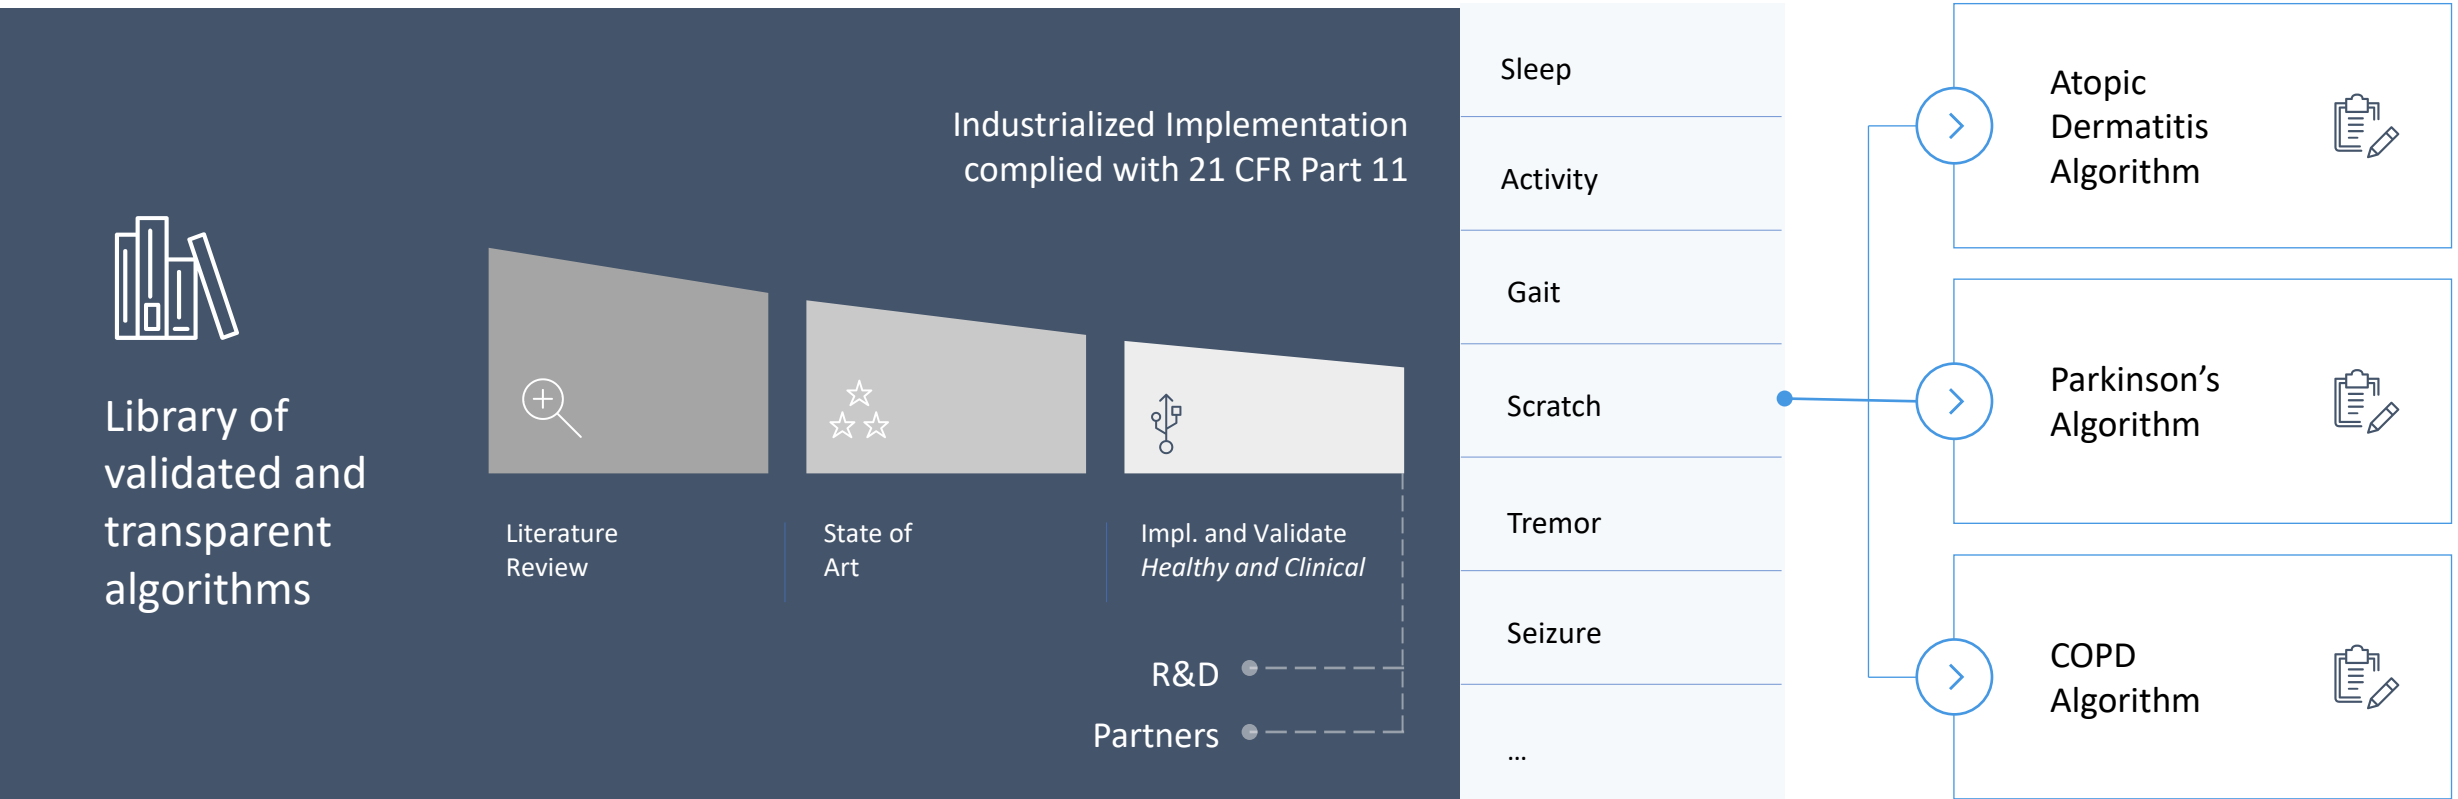 Library of
validated and
transparent
algorithms
Industrialized Implementation
complied with 21 CFR Part 11
Literature
Review
State of
Art
Impl. and Validate
Healthy and Clinical
R&D
Partners
Sleep
Activity
Gait
Scratch
Tremor
Seizure
...
Atopic
Dermatitis
Algorithm
Parkinson’s
Algorithm
COPD
Algorithm